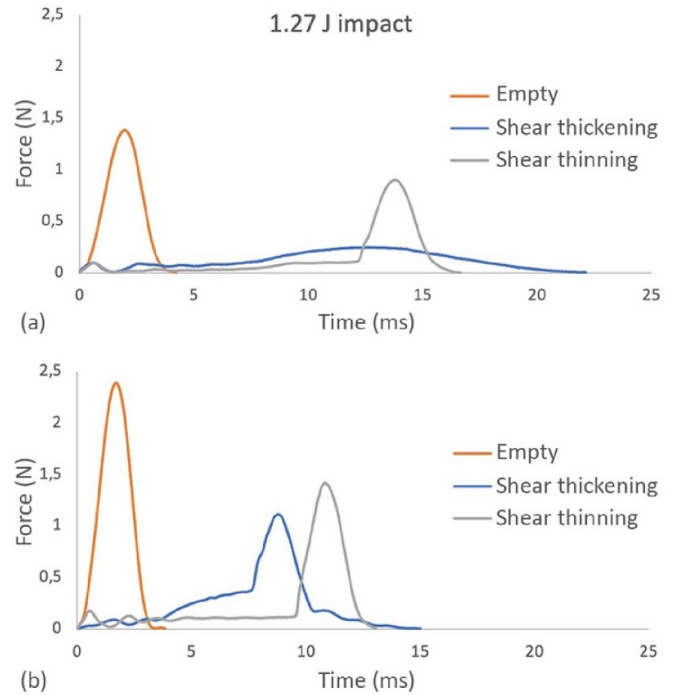 1.27 J impact
2,5
2
1,5
1
0,5
0
Force (N)
Empty
Shear thickening
Shear thinning
0 5 10 15 20 25
(a) Time (ms)
2,5
2
1,5
1
0,5
0
Force (N)
Empty
Shear thickening
Shear thinning
0 5 10 15 20 25
(b) Time (ms)